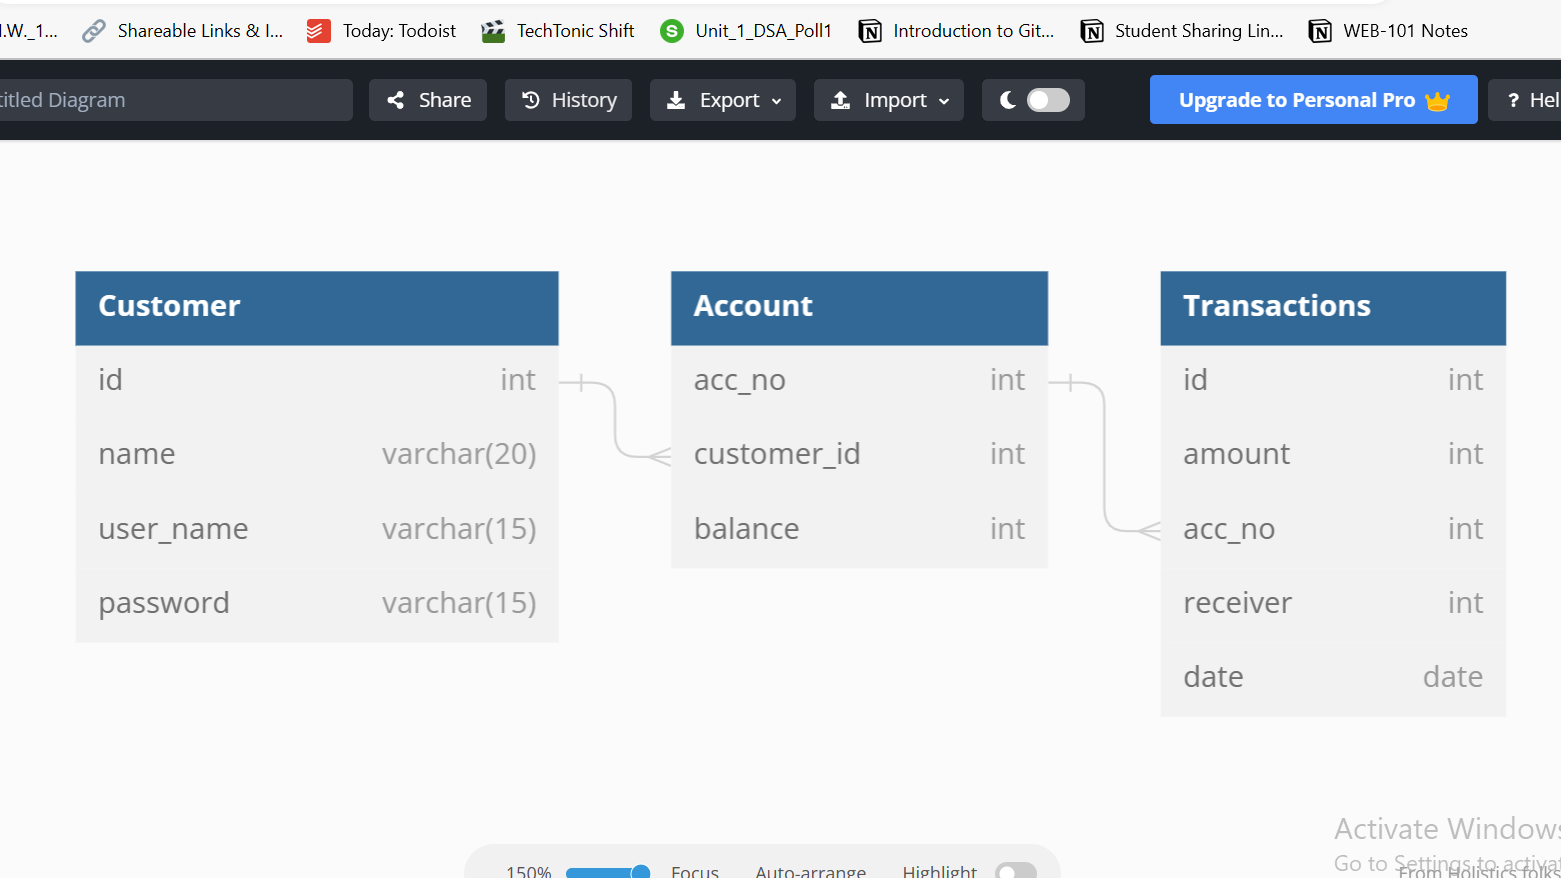 Shareable Links & I...
Today: Todoist
TechTonic Shift
Unit_1_DSA_Poll1
Introduction to Git...
Student Sharing Lin...
WEB-101 Notes
titled Diagram
Share
History
Export
Import
Upgrade to Personal Pro
? Hel
Customer
id int
name varchar(20)
user_name varchar(15)
password varchar(15)
Account
acc_no int
customer_id int
balance int
Transactions
id int
amount int
acc_no int
receiver int
date date
Activate Windows
Go to Settings to activat
From Holistics folks
150%
Focus
Auto-arrange
Highlight